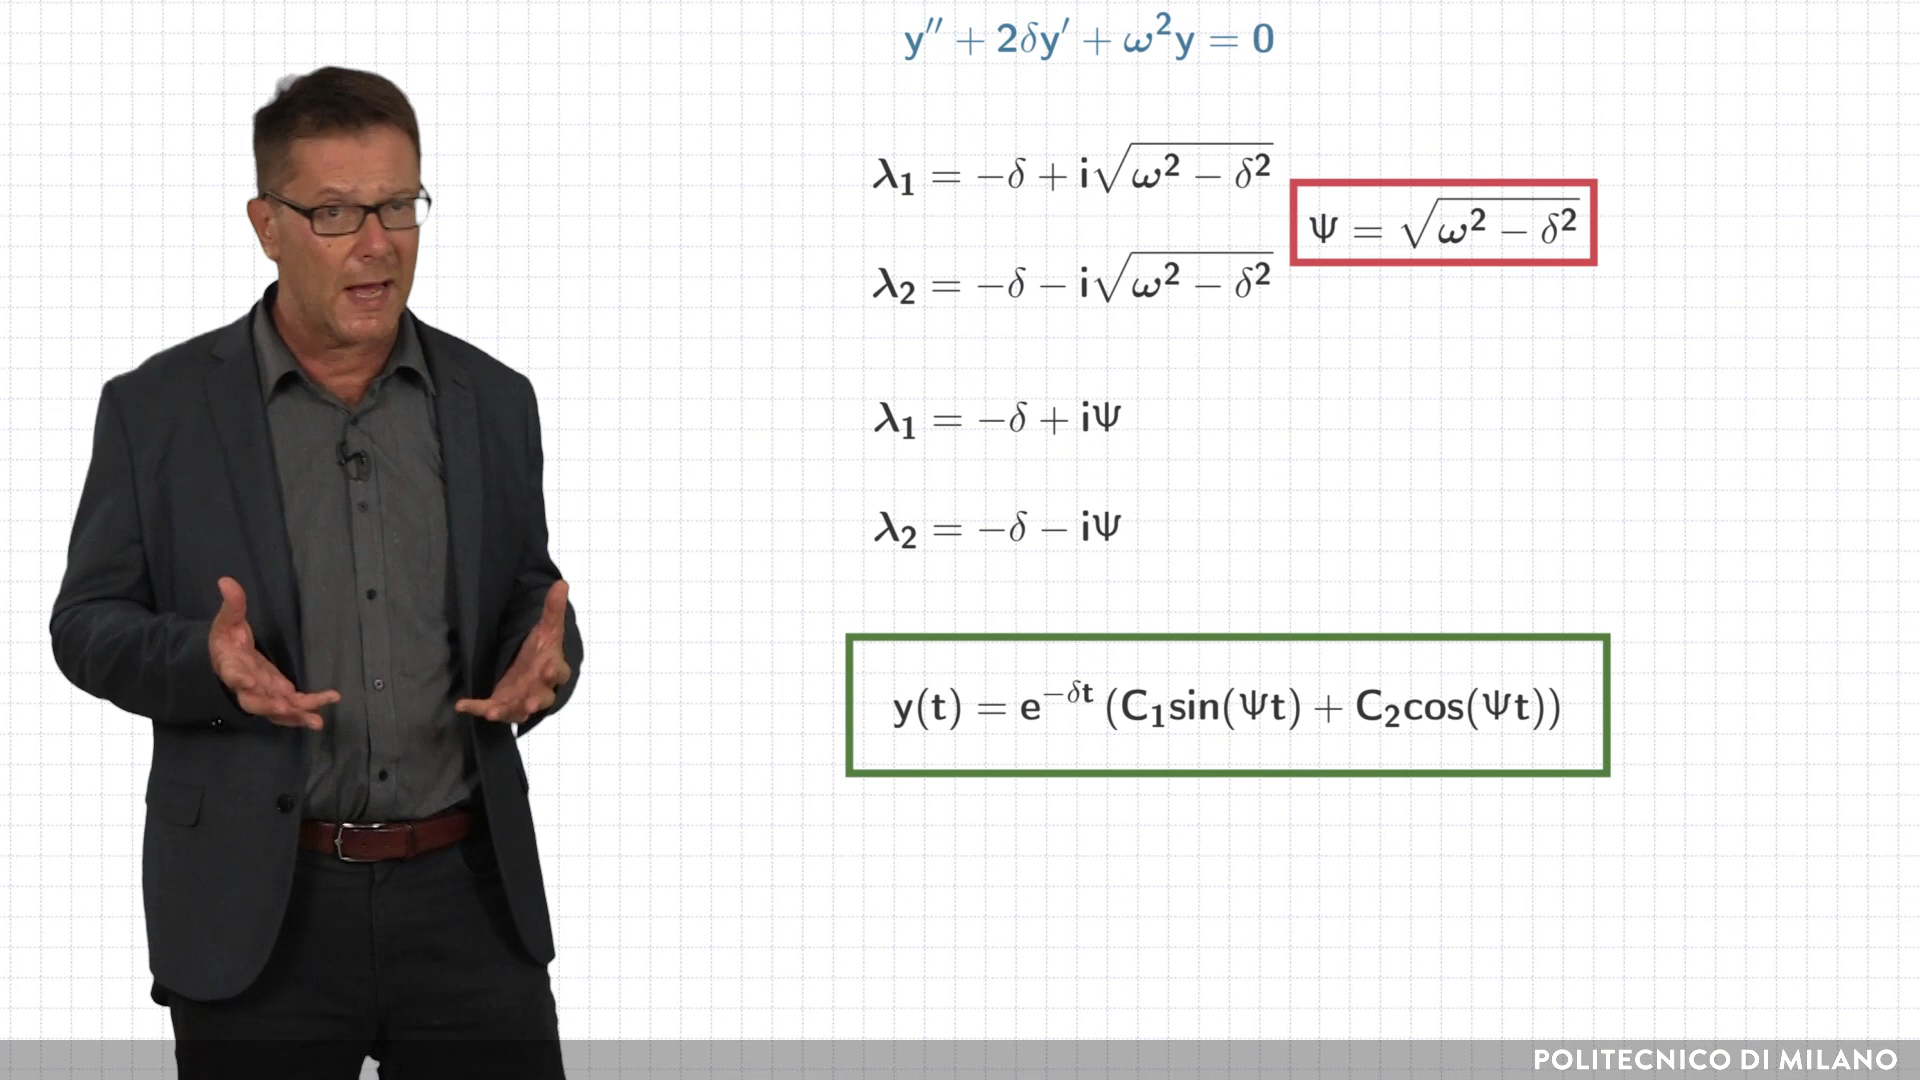 y′′ + 2δy′ + ω²y = 0
λ₁ = −δ + i√(ω² − δ²)
Ψ = √(ω² − δ²)
λ₂ = −δ − i√(ω² − δ²)
λ₁ = −δ + iΨ
λ₂ = −δ − iΨ
y(t) = e^(−δt) (C₁sin(Ψt) + C₂cos(Ψt))
POLITECNICO DI MILANO